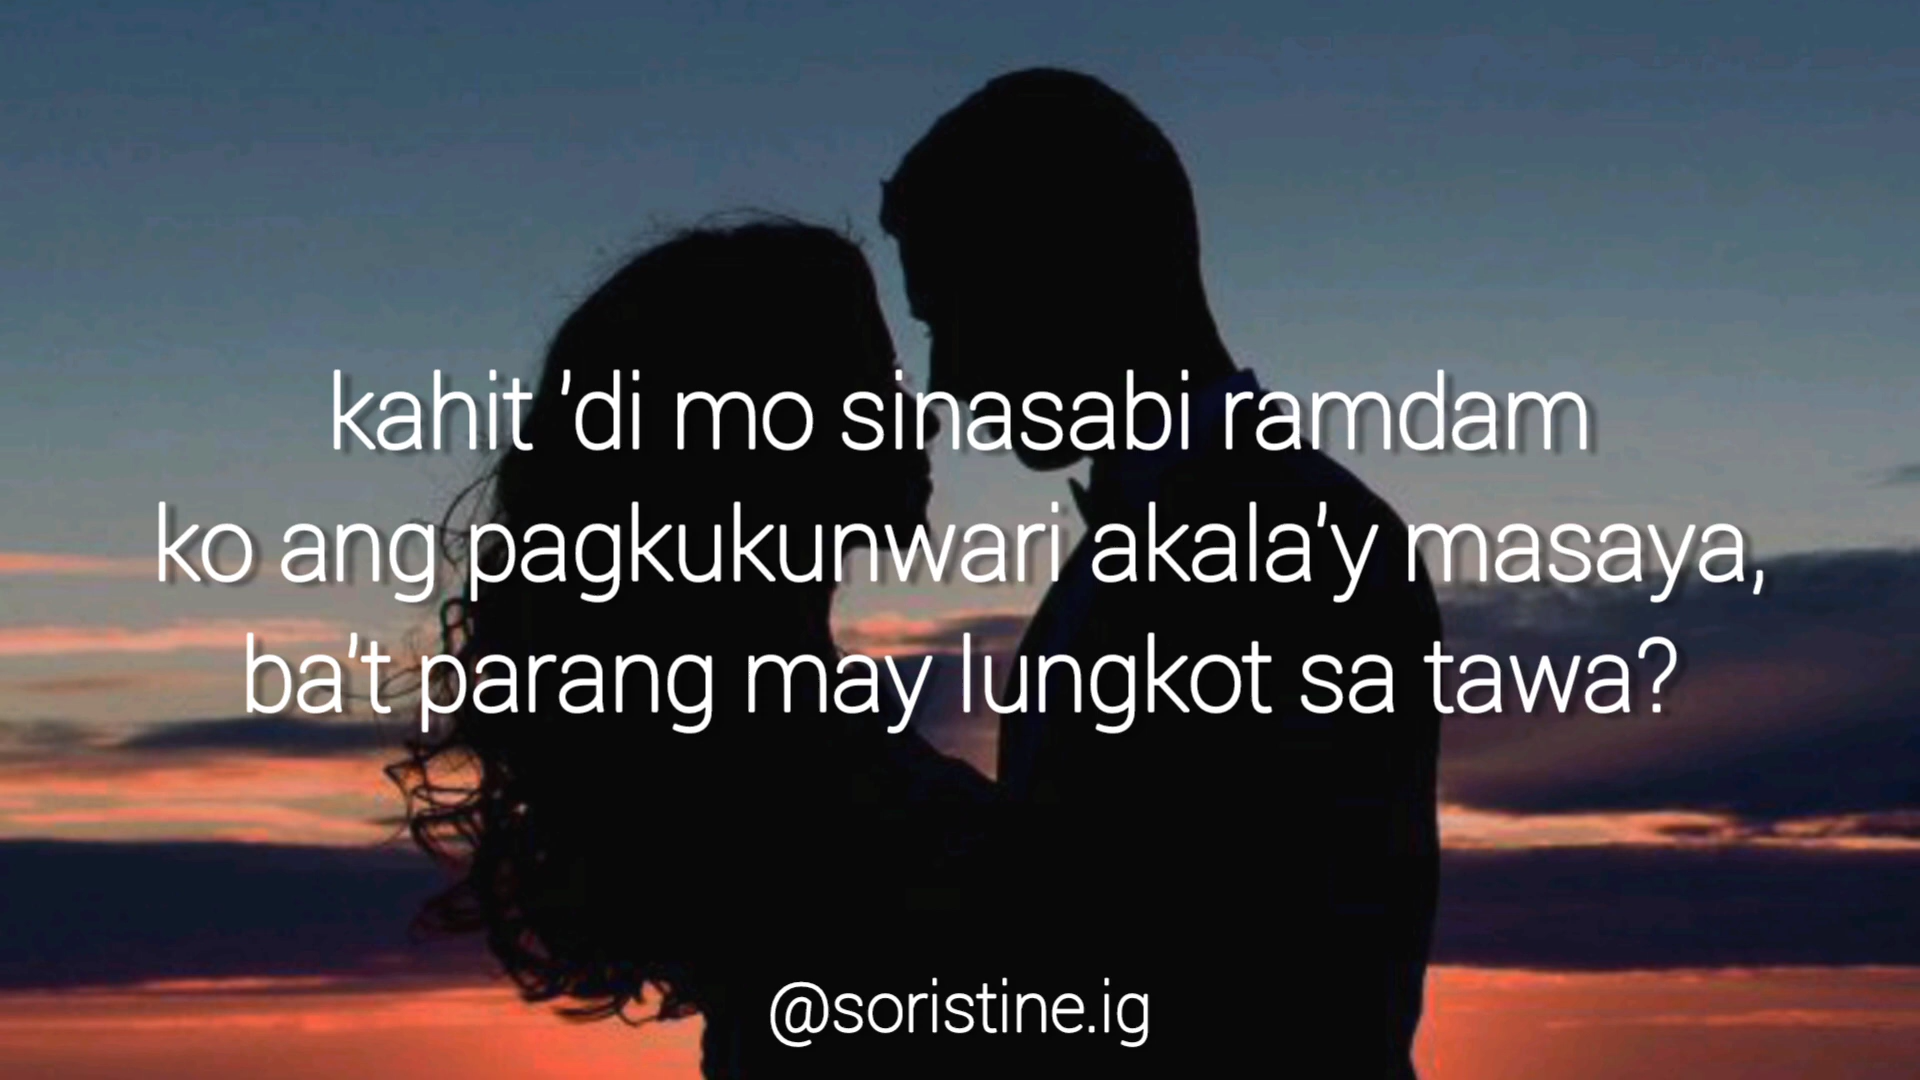 kahit 'di mo sinasabi ramdam
ko ang pagkukunwari akala'y masaya,
ba't parang may lungkot sa tawa?
@soristine.ig